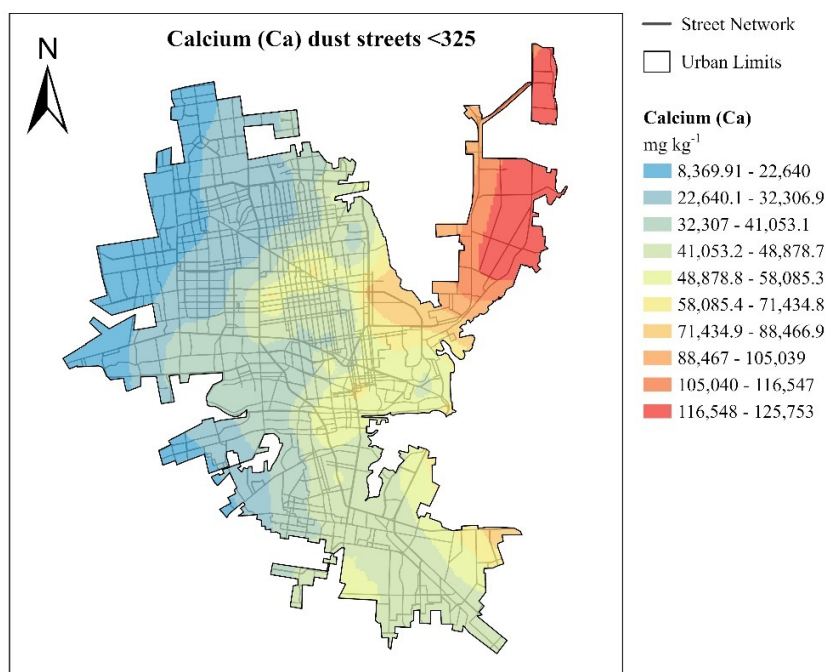 Calcium (Ca) dust streets <325
N
Street Network
Urban Limits
Calcium (Ca)
mg kg⁻¹
8,369.91 - 22,640
22,640.1 - 32,306.9
32,307 - 41,053.1
41,053.2 - 48,878.7
48,878.8 - 58,085.3
58,085.4 - 71,434.8
71,434.9 - 88,466.9
88,467 - 105,039
105,040 - 116,547
116,548 - 125,753